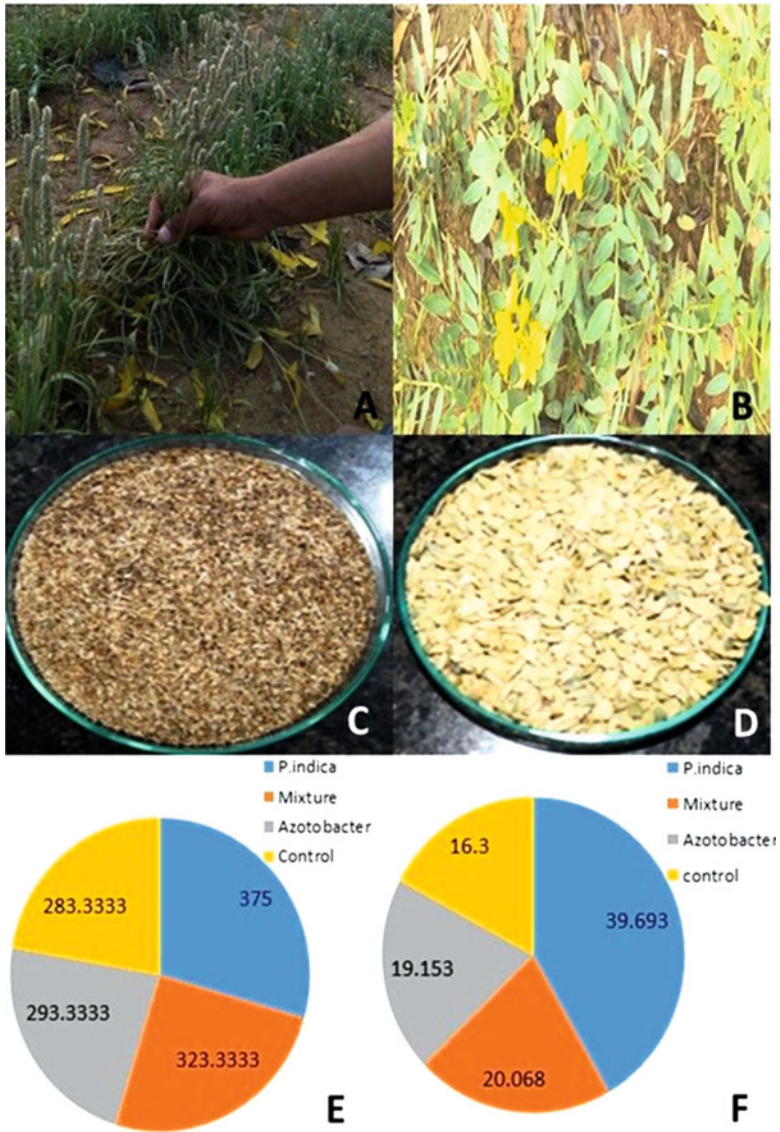 A
B
C
D
P.indica
Mixture
Azotobacter
Control
283.3333
375
293.3333
323.3333
E
P.indica
Mixture
Azotobacter
control
16.3
39.693
19.153
20.068
F